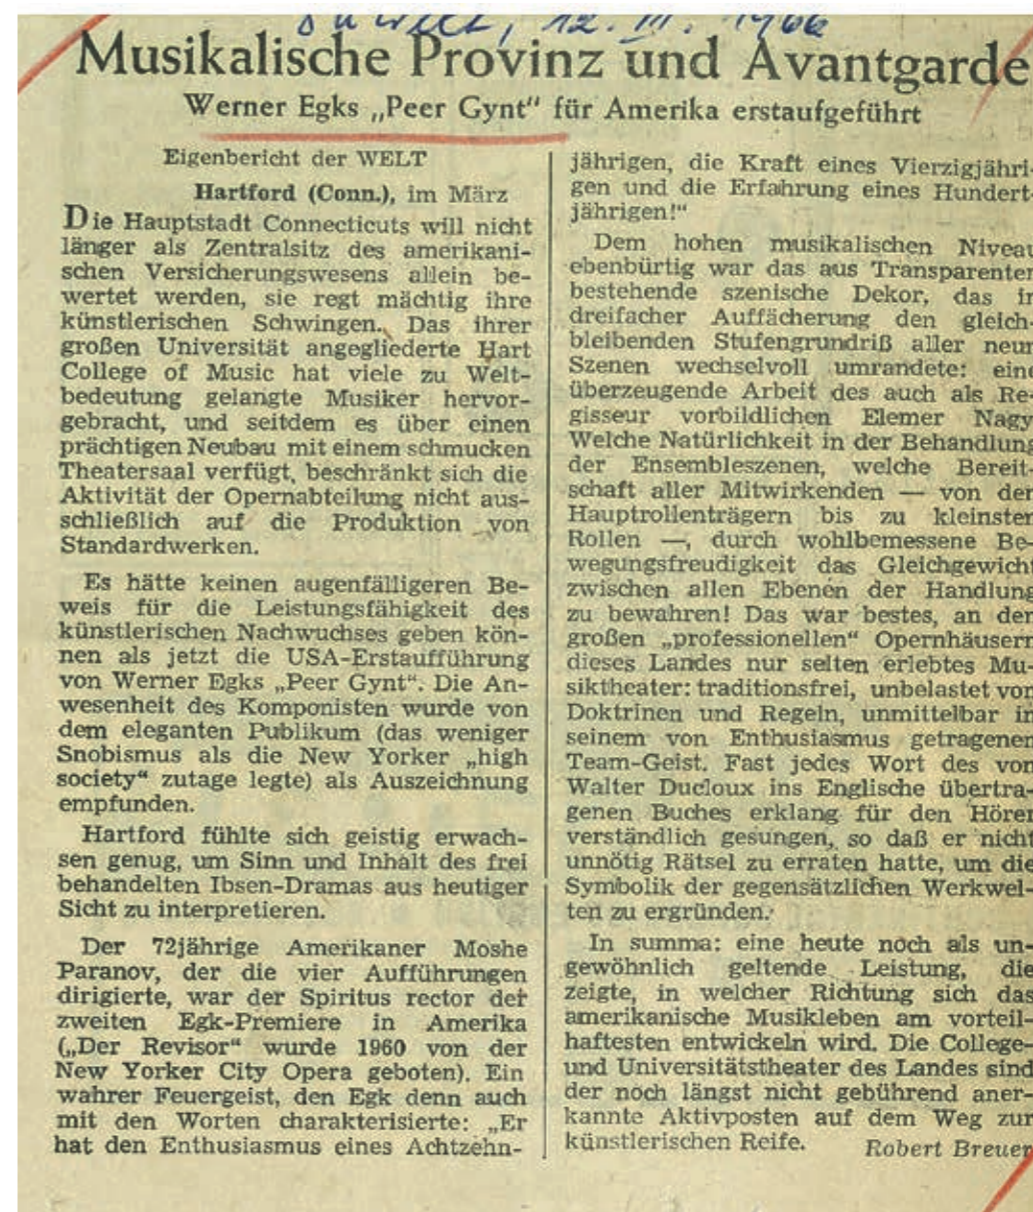 Die Welt, 12. III. 1966
Musikalische Provinz und Avantgarde
Werner Egks „Peer Gynt“ für Amerika erstaufgeführt
Eigenbericht der WELT
Hartford (Conn.), im März
Die Hauptstadt Connecticuts will nicht
länger als Zentralsitz des amerikani-
schen Versicherungswesens allein be-
wertet werden, sie regt mächtig ihre
künstlerischen Schwingen. Das ihrer
großen Universität angegliederte Hart
College of Music hat viele zu Welt-
bedeutung gelangte Musiker hervor-
gebracht, und seitdem es über einen
prächtigen Neubau mit einem schmucken
Theatersaal verfügt, beschränkt sich die
Aktivität der Opernabteilung nicht aus-
schließlich auf die Produktion von
Standardwerken.
Es hätte keinen augenfälligeren Be-
weis für die Leistungsfähigkeit des
künstlerischen Nachwuchses geben kön-
nen als jetzt die USA-Erstaufführung
von Werner Egks „Peer Gynt“. Die An-
wesenheit des Komponisten wurde von
dem eleganten Publikum (das weniger
Snobismus als die New Yorker „high
society“ zutage legte) als Auszeichnung
empfunden.
Hartford fühlte sich geistig erwach-
sen genug, um Sinn und Inhalt des frei
behandelten Ibsen-Dramas aus heutiger
Sicht zu interpretieren.
Der 72jährige Amerikaner Moshe
Paranov, der die vier Aufführungen
dirigierte, war der Spiritus rector der
zweiten Egk-Premiere in Amerika
(„Der Revisor“ wurde 1960 von der
New Yorker City Opera geboten). Ein
wahrer Feuergeist, den Egk denn auch
mit den Worten charakterisierte: „Er
hat den Enthusiasmus eines Achtzehn-
jährigen, die Kraft eines Vierzigjähri-
gen und die Erfahrung eines Hundert-
jährigen!“
Dem hohen musikalischen Niveau
ebenbürtig war das aus Transparenten
bestehende szenische Dekor, das in
dreifacher Auffächerung den gleich-
bleibenden Stufengrundriß aller neun
Szenen wechselvoll umrandete: eine
überzeugende Arbeit des auch als Re-
gisseur vorbildlichen Elemer Nagy
Welche Natürlichkeit in der Behandlung
der Ensembleszenen, welche Bereit-
schaft aller Mitwirkenden — von den
Hauptrollenträgern bis zu kleinsten
Rollen —, durch wohlbemessene Be-
wegungsfreudigkeit das Gleichgewicht
zwischen allen Ebenen der Handlung
zu bewahren! Das war bestes, an den
großen „professionellen“ Opernhäusern
dieses Landes nur selten erlebtes Mu-
siktheater: traditionsfrei, unbelastet von
Doktrinen und Regeln, unmittelbar in
seinem von Enthusiasmus getragenen
Team-Geist. Fast jedes Wort des von
Walter Ducloux ins Englische übertra-
genen Buches erklang für den Hörer
verständlich gesungen, so daß er nicht
unnötig Rätsel zu erraten hatte, um die
Symbolik der gegensätzlichen Werkwel-
ten zu ergründen.
In summa: eine heute noch als un-
gewöhnlich geltende Leistung, die
zeigte, in welcher Richtung sich das
amerikanische Musikleben am vorteil-
haftesten entwickeln wird. Die College-
und Universitätstheater des Landes sind
der noch längst nicht gebührend aner-
kannte Aktivposten auf dem Weg zur
künstlerischen Reife. Robert Breuer